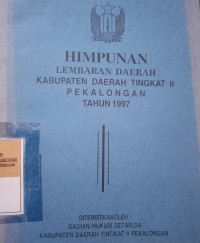 HIMPUNAN
LEMBARAN DAERAH
KABUPATEN DAERAH TINGKAT II
PEKALONGAN
TAHUN 1997
DITERBITKAN OLEH
BAGIAN HUKUM SETWILDA
KABUPATEN DAERAH TINGKAT II PEKALONGAN